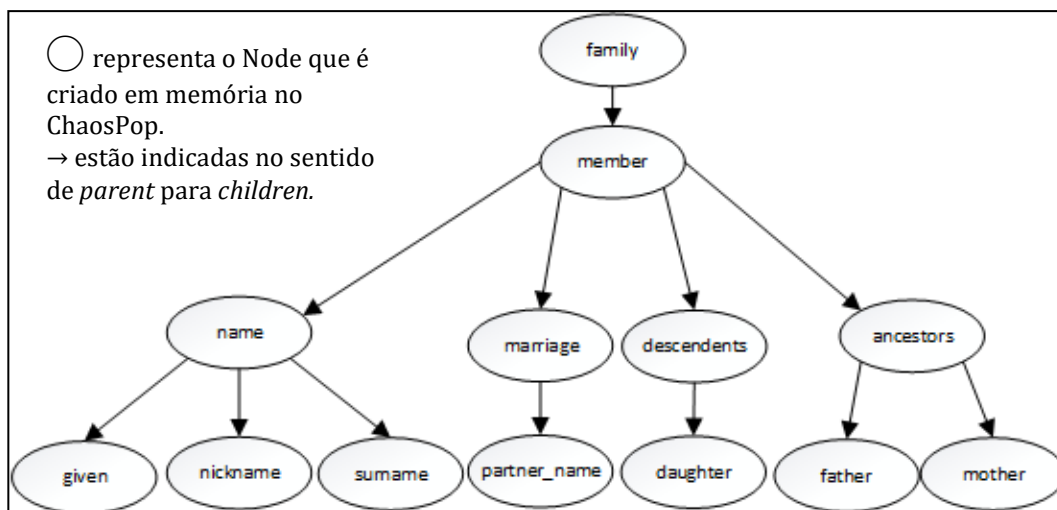 representa o Node que é
criado em memória no
ChaosPop.
→ estão indicadas no sentido
de parent para children.
family
member
name
marriage
descendents
ancestors
given
nickname
surname
partner_name
daughter
father
mother